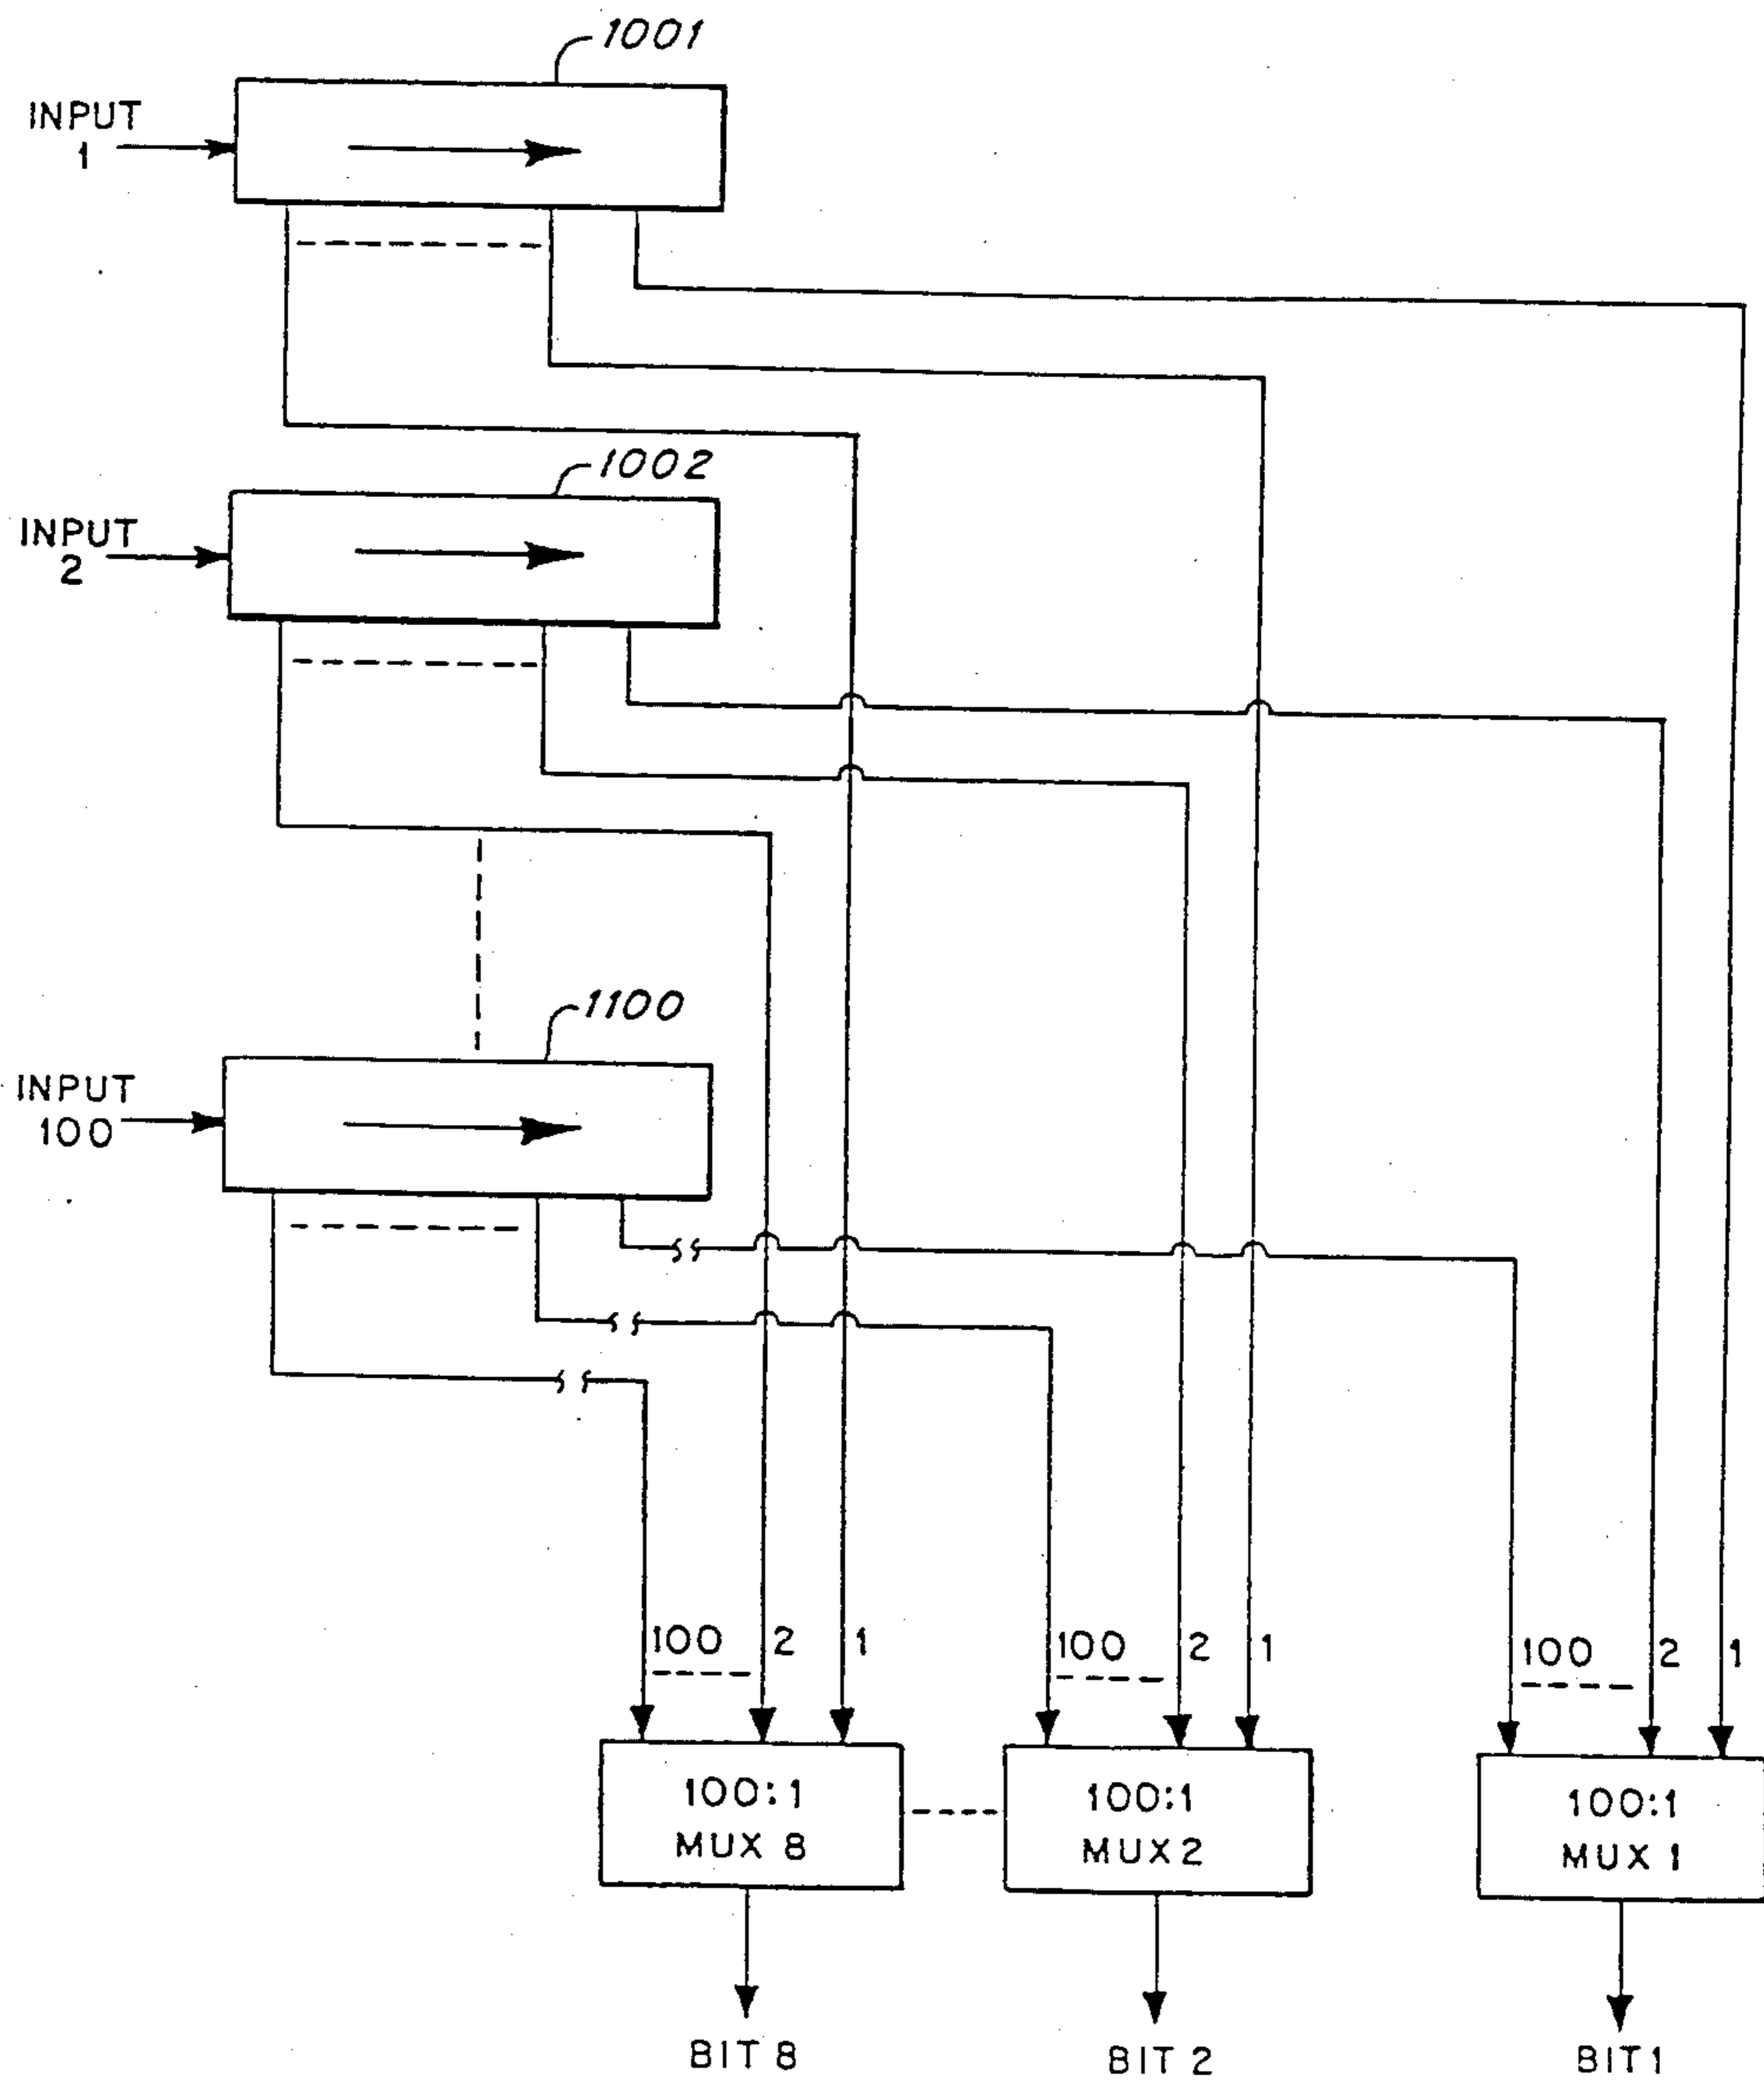 1001
INPUT
1
1002
INPUT
2
1100
INPUT
100
100 2 1 100 2 1 100 2 1
100:1
MUX 8
100:1
MUX 2
100:1
MUX 1
BIT 8
BIT 2
BIT 1